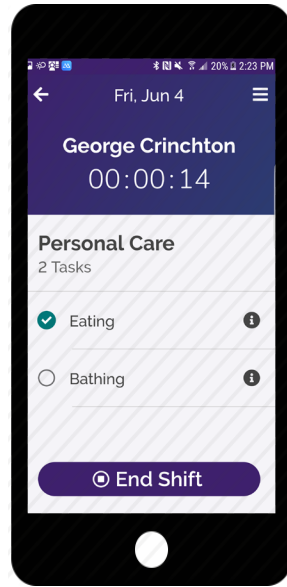 20% 2:23 PM
Fri, Jun 4
George Crinchton
00:00:14
Personal Care
2 Tasks
Eating
Bathing
End Shift